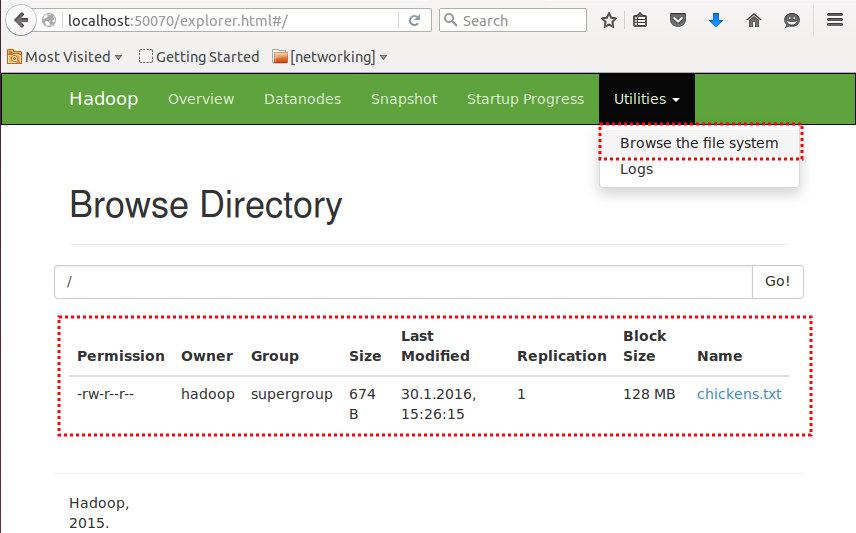 localhost:50070/explorer.html#/
Search
Most Visited
Getting Started
[networking]
Hadoop Overview Datanodes Snapshot Startup Progress Utilities
Browse the file system
Logs
Browse Directory
/
Go!
Permission Owner Group Size Last Modified Replication Block Size Name
-rw-r--r-- hadoop supergroup 674 B 30.1.2016, 15:26:15 1 128 MB chickens.txt
Hadoop,
2015.